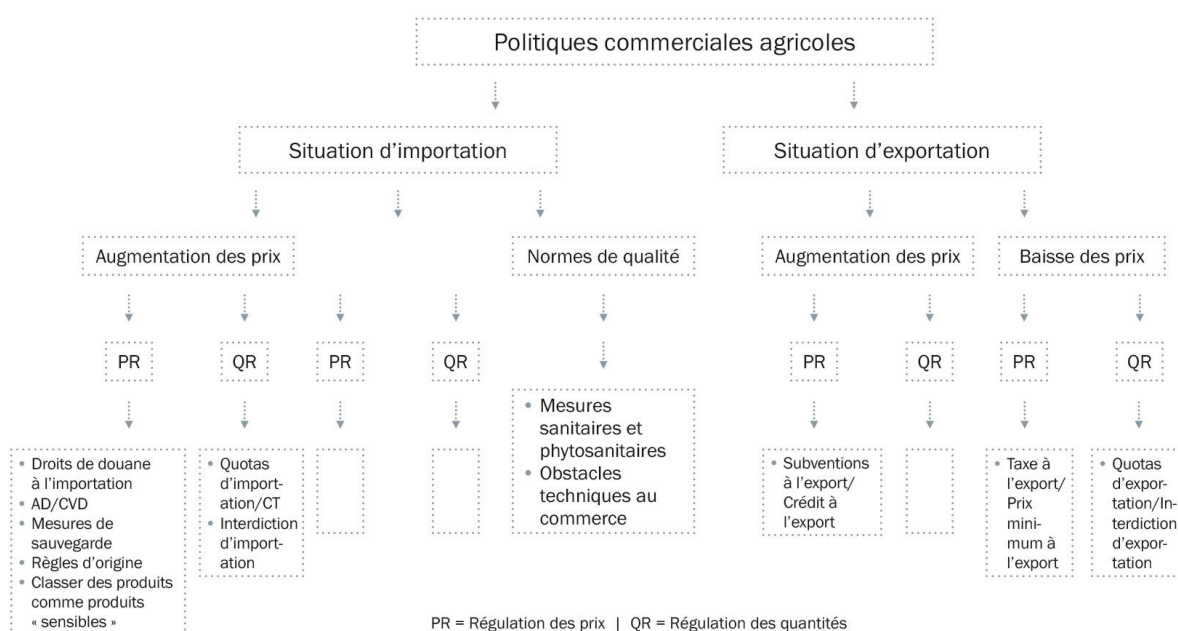 Politiques commerciales agricoles
Situation d'importation
Situation d'exportation
Augmentation des prix
Normes de qualité
Augmentation des prix
Baisse des prix
PR
QR
PR
QR
PR
QR
PR
QR
• Droits de douane
à l'importation
• AD/CVD
• Mesures de
sauvegarde
• Règles d'origine
• Classer des produits
comme produits
« sensibles »
• Quotas
d'import-
ation/CT
• Interdiction
d'import-
ation
• Mesures
sanitaires et
phytosanitaires
• Obstacles
techniques au
commerce
• Subventions
à l'export/
Crédit à
l'export
• Taxe à
l'export/
Prix
mini-
mum à
l'export
• Quotas
d'expor-
tation/In-
terdiction
d'expor-
tation
PR = Régulation des prix | QR = Régulation des quantités